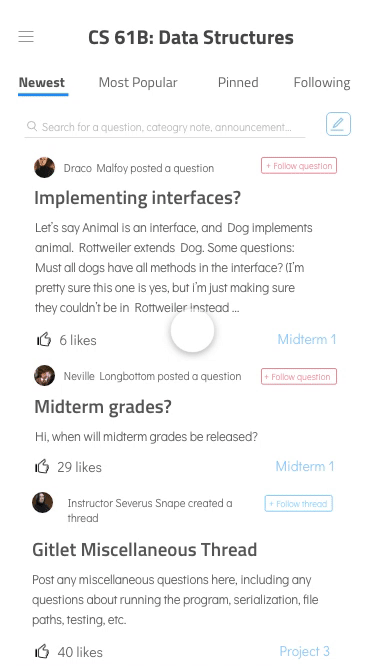 CS 61B: Data Structures
Newest Most Popular Pinned Following
Search for a question, cateogry note, announcement...
Draco Malfoy posted a question + Follow question
Implementing interfaces?
Let's say Animal is an interface, and Dog implements
animal. Rottweiler extends Dog. Some questions:
Must all dogs have all methods in the interface? (I'm
pretty sure this one is yes, but i'm just making sure
they couldn't be in Rottweiler instead ...
6 likes Midterm 1
Neville Longbottom posted a question + Follow question
Midterm grades?
Hi, when will midterm grades be released?
29 likes Midterm 1
Instructor Severus Snape created a + Follow thread
thread
Gitlet Miscellaneous Thread
Post any miscellaneous questions here, including any
questions about running the program, serialization, file
paths, testing, etc.
40 likes Project 3